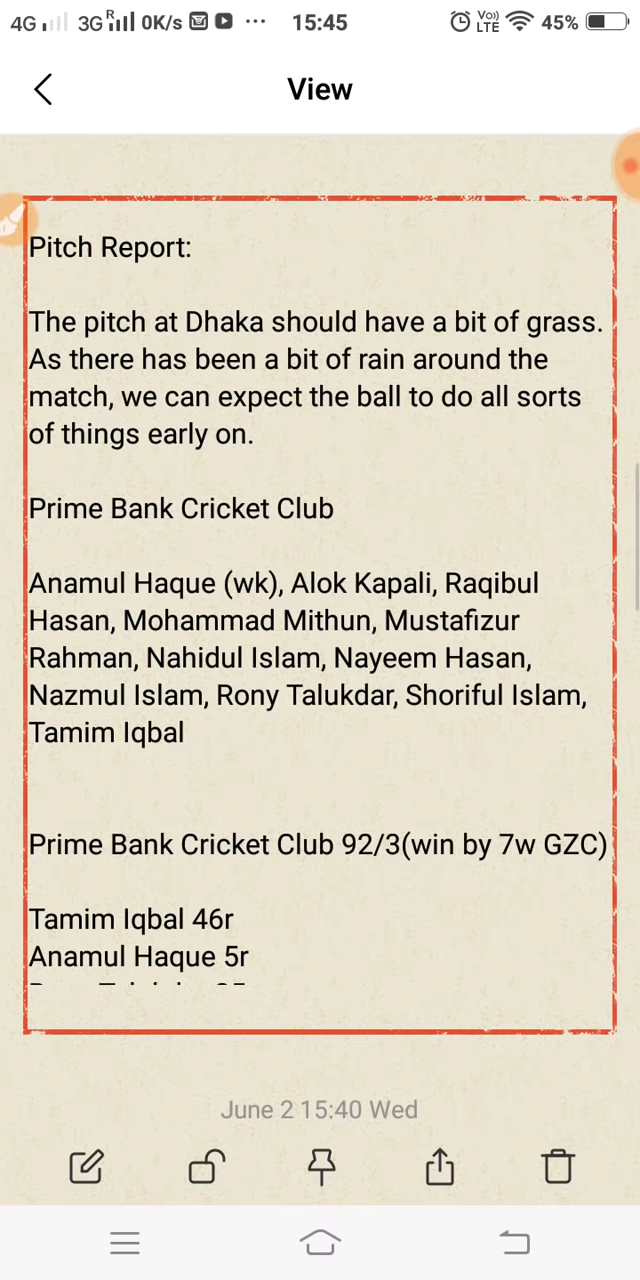 4G 3G R 0K/s ... 15:45 Vo)) LTE 45%
View
Pitch Report:
The pitch at Dhaka should have a bit of grass.
As there has been a bit of rain around the
match, we can expect the ball to do all sorts
of things early on.
Prime Bank Cricket Club
Anamul Haque (wk), Alok Kapali, Raqibul
Hasan, Mohammad Mithun, Mustafizur
Rahman, Nahidul Islam, Nayeem Hasan,
Nazmul Islam, Rony Talukdar, Shoriful Islam,
Tamim Iqbal
Prime Bank Cricket Club 92/3(win by 7w GZC)
Tamim Iqbal 46r
Anamul Haque 5r
June 2 15:40 Wed